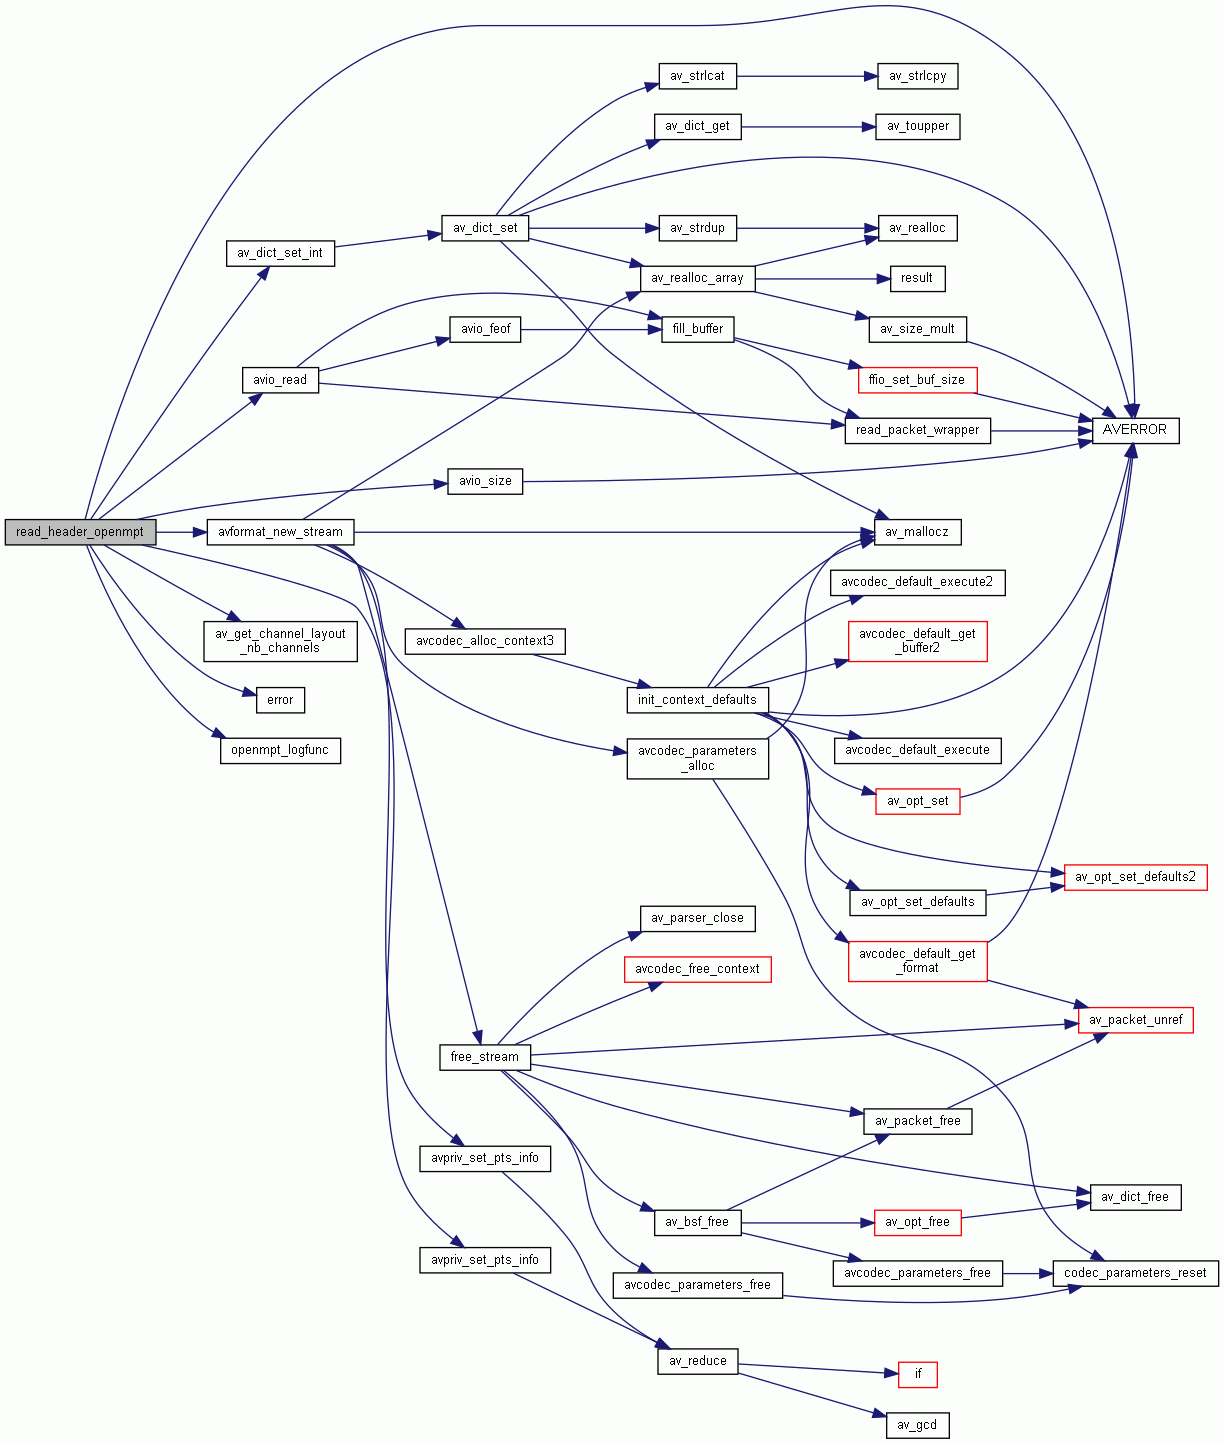 av_strlcat
av_strlcpy
av_dict_get
av_toupper
av_dict_set
av_strdup
av_realloc
av_dict_set_int
av_realloc_array
result
avio_feof
fill_buffer
av_size_mult
avio_read
ffio_set_buf_size
read_packet_wrapper
AVERROR
avio_size
read_header_openmpt
avformat_new_stream
av_mallocz
avcodec_default_execute2
av_get_channel_layout
_nb_channels
avcodec_alloc_context3
avcodec_default_get
_buffer2
error
init_context_defaults
openmpt_logfunc
avcodec_parameters
_alloc
avcodec_default_execute
av_opt_set
av_opt_set_defaults2
av_opt_set_defaults
av_parser_close
avcodec_default_get
_format
avcodec_free_context
av_packet_unref
free_stream
av_packet_free
avpriv_set_pts_info
av_dict_free
av_bsf_free
av_opt_free
avpriv_set_pts_info
avcodec_parameters_free
avcodec_parameters_free
codec_parameters_reset
av_reduce
if
av_gcd